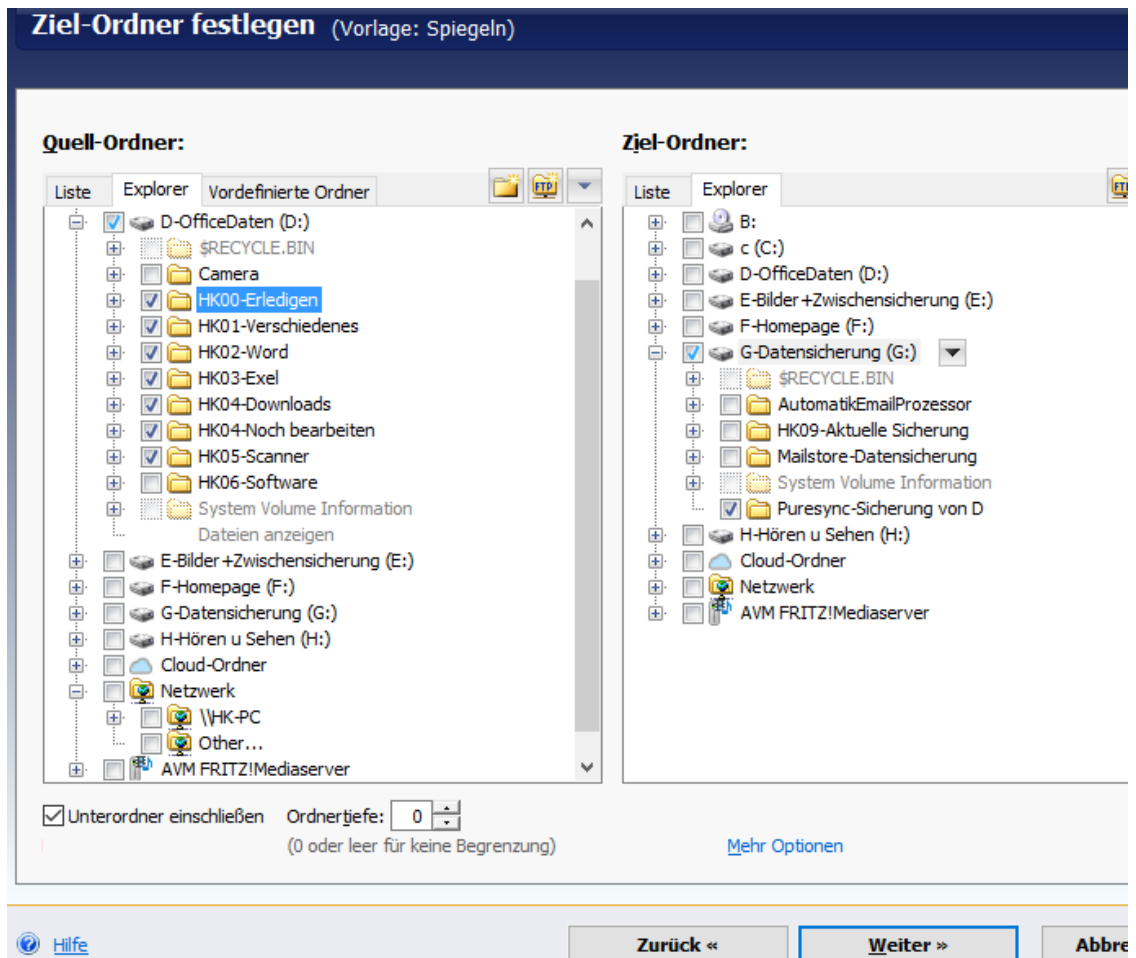 Ziel-Ordner festlegen (Vorlage: Spiegeln)
Quell-Ordner:
Liste Explorer Vordefinierte Ordner FTP
D-OfficeDaten (D:)
$RECYCLE.BIN
Camera
HK00-Erledigen
HK01-Verschiedenes
HK02-Word
HK03-Exel
HK04-Downloads
HK04-Noch bearbeiten
HK05-Scanner
HK06-Software
System Volume Information
Dateien anzeigen
E-Bilder+Zwischensicherung (E:)
F-Homepage (F:)
G-Datensicherung (G:)
H-Hören u Sehen (H:)
Cloud-Ordner
Netzwerk
\\HK-PC
Other...
AVM FRITZ!Mediaserver
Ziel-Ordner:
Liste Explorer
B:
c (C:)
D-OfficeDaten (D:)
E-Bilder+Zwischensicherung (E:)
F-Homepage (F:)
G-Datensicherung (G:)
$RECYCLE.BIN
AutomatikEmailProzessor
HK09-Aktuelle Sicherung
Mailstore-Datensicherung
System Volume Information
Puresync-Sicherung von D
H-Hören u Sehen (H:)
Cloud-Ordner
Netzwerk
AVM FRITZ!Mediaserver
Unterordner einschließen Ordnertiefe: 0
(0 oder leer für keine Begrenzung)
Mehr Optionen
Hilfe
Zurück «
Weiter »
Abbre